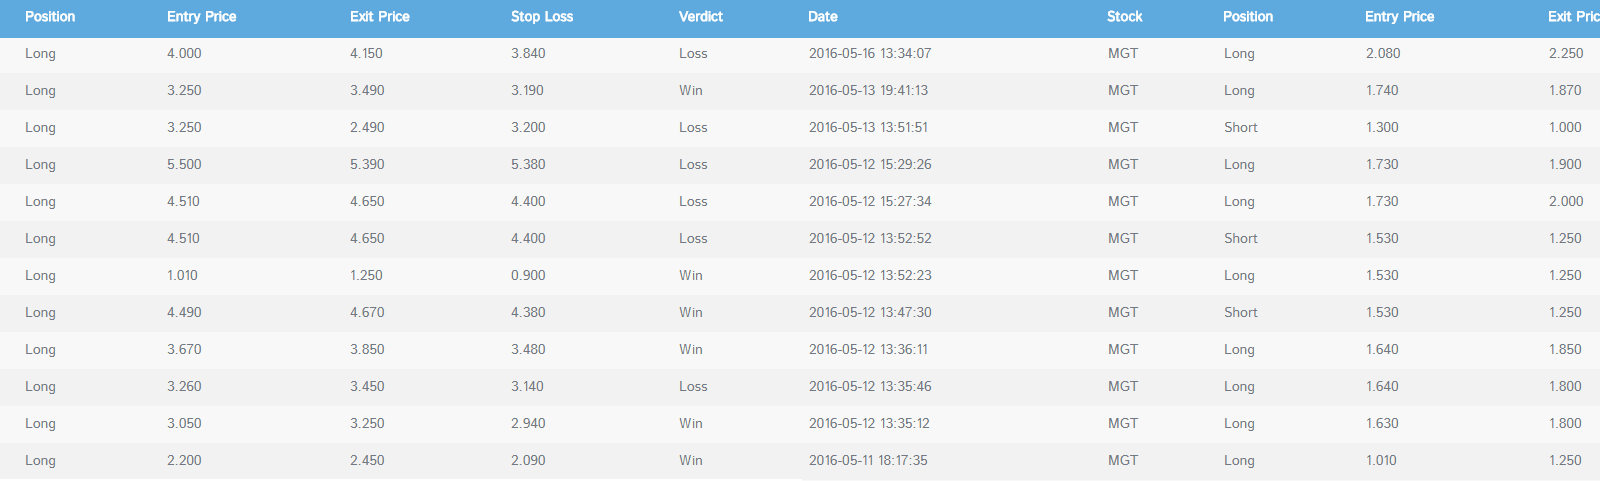 Position Entry Price Exit Price Stop Loss Verdict Date Stock Position Entry Price Exit Pric
Long 4.000 4.150 3.840 Loss 2016-05-16 13:34:07 MGT Long 2.080 2.250
Long 3.250 3.490 3.190 Win 2016-05-13 19:41:13 MGT Long 1.740 1.870
Long 3.250 2.490 3.200 Loss 2016-05-13 13:51:51 MGT Short 1.300 1.000
Long 5.500 5.390 5.380 Loss 2016-05-12 15:29:26 MGT Long 1.730 1.900
Long 4.510 4.650 4.400 Loss 2016-05-12 15:27:34 MGT Long 1.730 2.000
Long 4.510 4.650 4.400 Loss 2016-05-12 13:52:52 MGT Short 1.530 1.250
Long 1.010 1.250 0.900 Win 2016-05-12 13:52:23 MGT Long 1.530 1.250
Long 4.490 4.670 4.380 Win 2016-05-12 13:47:30 MGT Short 1.530 1.250
Long 3.670 3.850 3.480 Win 2016-05-12 13:36:11 MGT Long 1.640 1.850
Long 3.260 3.450 3.140 Loss 2016-05-12 13:35:46 MGT Long 1.640 1.800
Long 3.050 3.250 2.940 Win 2016-05-12 13:35:12 MGT Long 1.630 1.800
Long 2.200 2.450 2.090 Win 2016-05-11 18:17:35 MGT Long 1.010 1.250